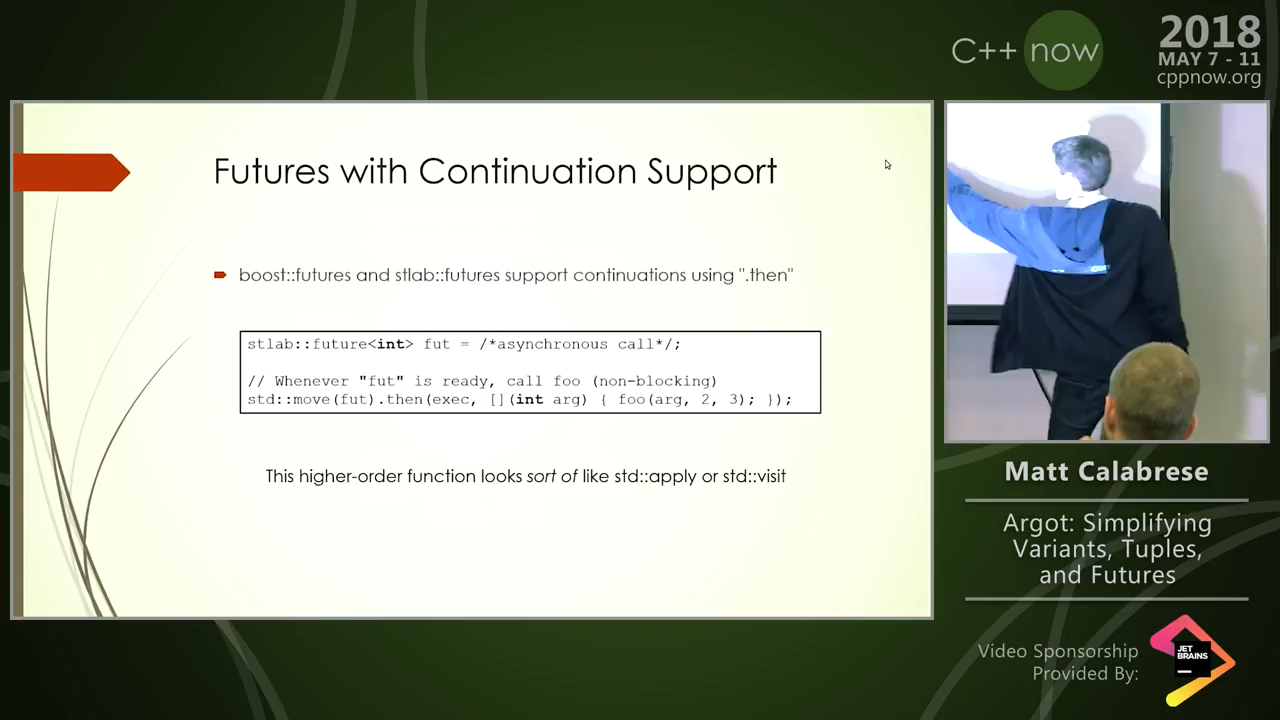 C++ now
2018
MAY 7 - 11
cppnow.org
Futures with Continuation Support
boost::futures and stlab::futures support continuations using ".then"
stlab::future<int> fut = /*asynchronous call*/;
// Whenever "fut" is ready, call foo (non-blocking)
std::move(fut).then(exec, [](int arg) { foo(arg, 2, 3); });
This higher-order function looks sort of like std::apply or std::visit
Matt Calabrese
Argot: Simplifying
Variants, Tuples,
and Futures
Video Sponsorship
Provided By:
JET
BRAINS